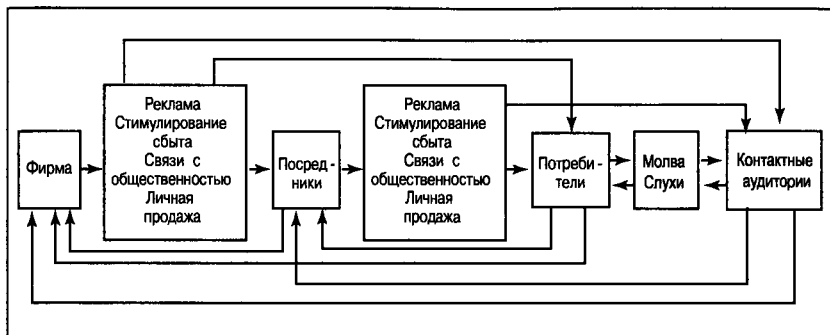 Фирма
Реклама
Стимулирование
сбыта
Связи с
общественностью
Личная
продажа
Посред-
ники
Реклама
Стимулирование
сбыта
Связи с
общественностью
Личная
продажа
Потреби-
тели
Молва
Слухи
Контактные
аудитории